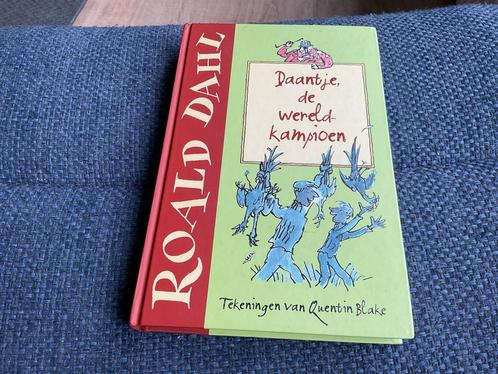 ROALD DAHL
Daantje,
de
wereld-
kampioen
Tekeningen van Quentin Blake